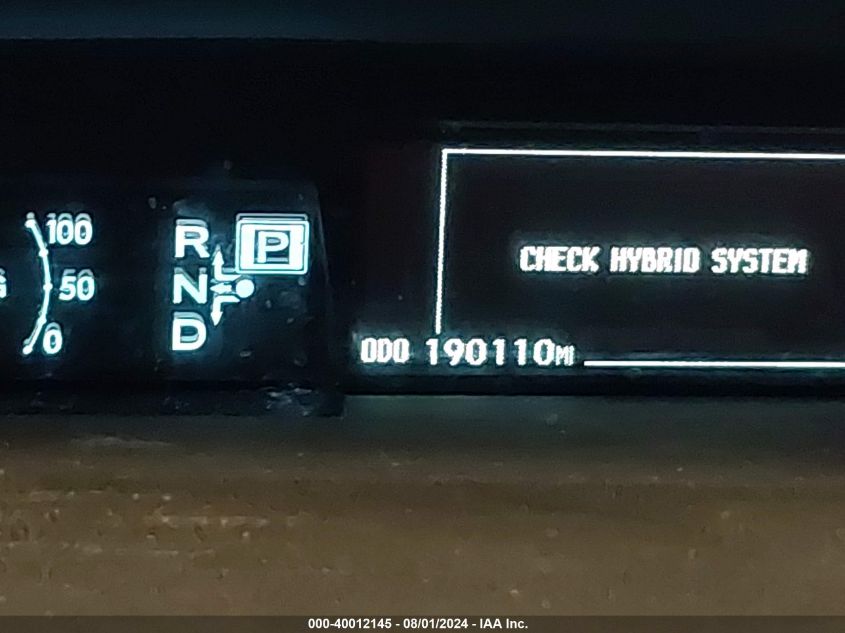 100
50
0
R P
N
D
CHECK HYBRID SYSTEM
ODO 190110MI
000-40012145 - 08/01/2024 - IAA Inc.